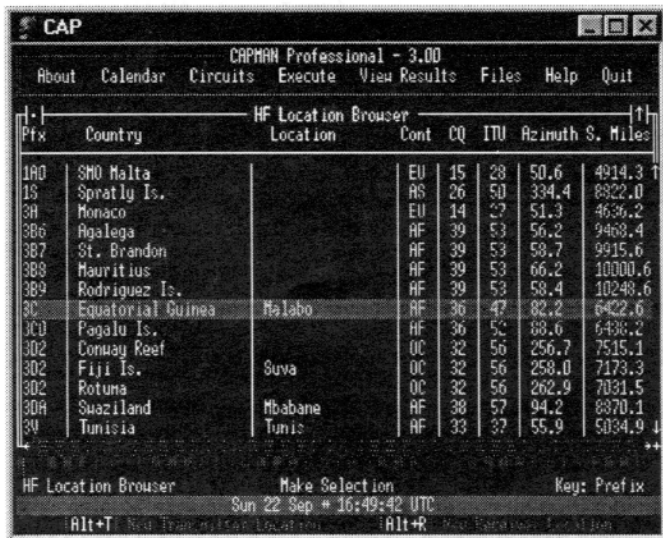 CAP
CAPMAN Professional - 3.00
About Calendar Circuits Execute View Results Files Help Quit
HF Location Browser
Pfx Country Location Cont CQ ITU Azimuth S. Miles
1A0 SMO Malta EU 15 28 50.6 4914.3
1S Spratly Is. AS 26 50 334.4 8822.0
3A Monaco EU 14 27 51.3 4636.2
3B6 Agalega AF 39 53 56.2 9468.4
3B7 St. Brandon AF 39 53 58.7 9915.6
3B8 Mauritius AF 39 53 66.2 10000.6
3B9 Rodriguez Is. AF 39 53 58.4 10248.6
3C Equatorial Guinea Malabo AF 36 47 82.2 6422.6
3C0 Pagalu Is. AF 36 52 88.6 6438.2
3D2 Conway Reef OC 32 56 256.7 7515.1
3D2 Fiji Is. Suva OC 32 56 258.0 7173.3
3D2 Rotuma OC 32 56 262.9 7031.5
3DA Swaziland Mbabane AF 38 57 94.2 8870.1
3V Tunisia Tunis AF 33 37 55.9 5034.9
HF Location Browser Make Selection Key: Prefix
Sun 22 Sep # 16:49:42 UTC
Alt+T New Transmitter Location Alt+R New Receiver Location